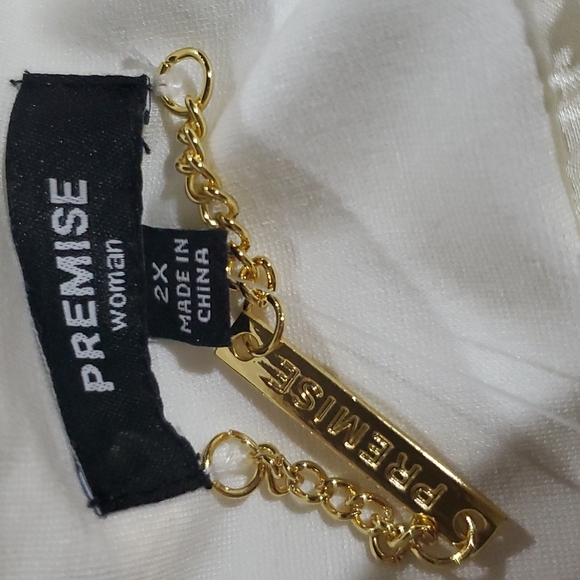 PREMISE
woman
2X
MADE IN
CHINA
PREMISE